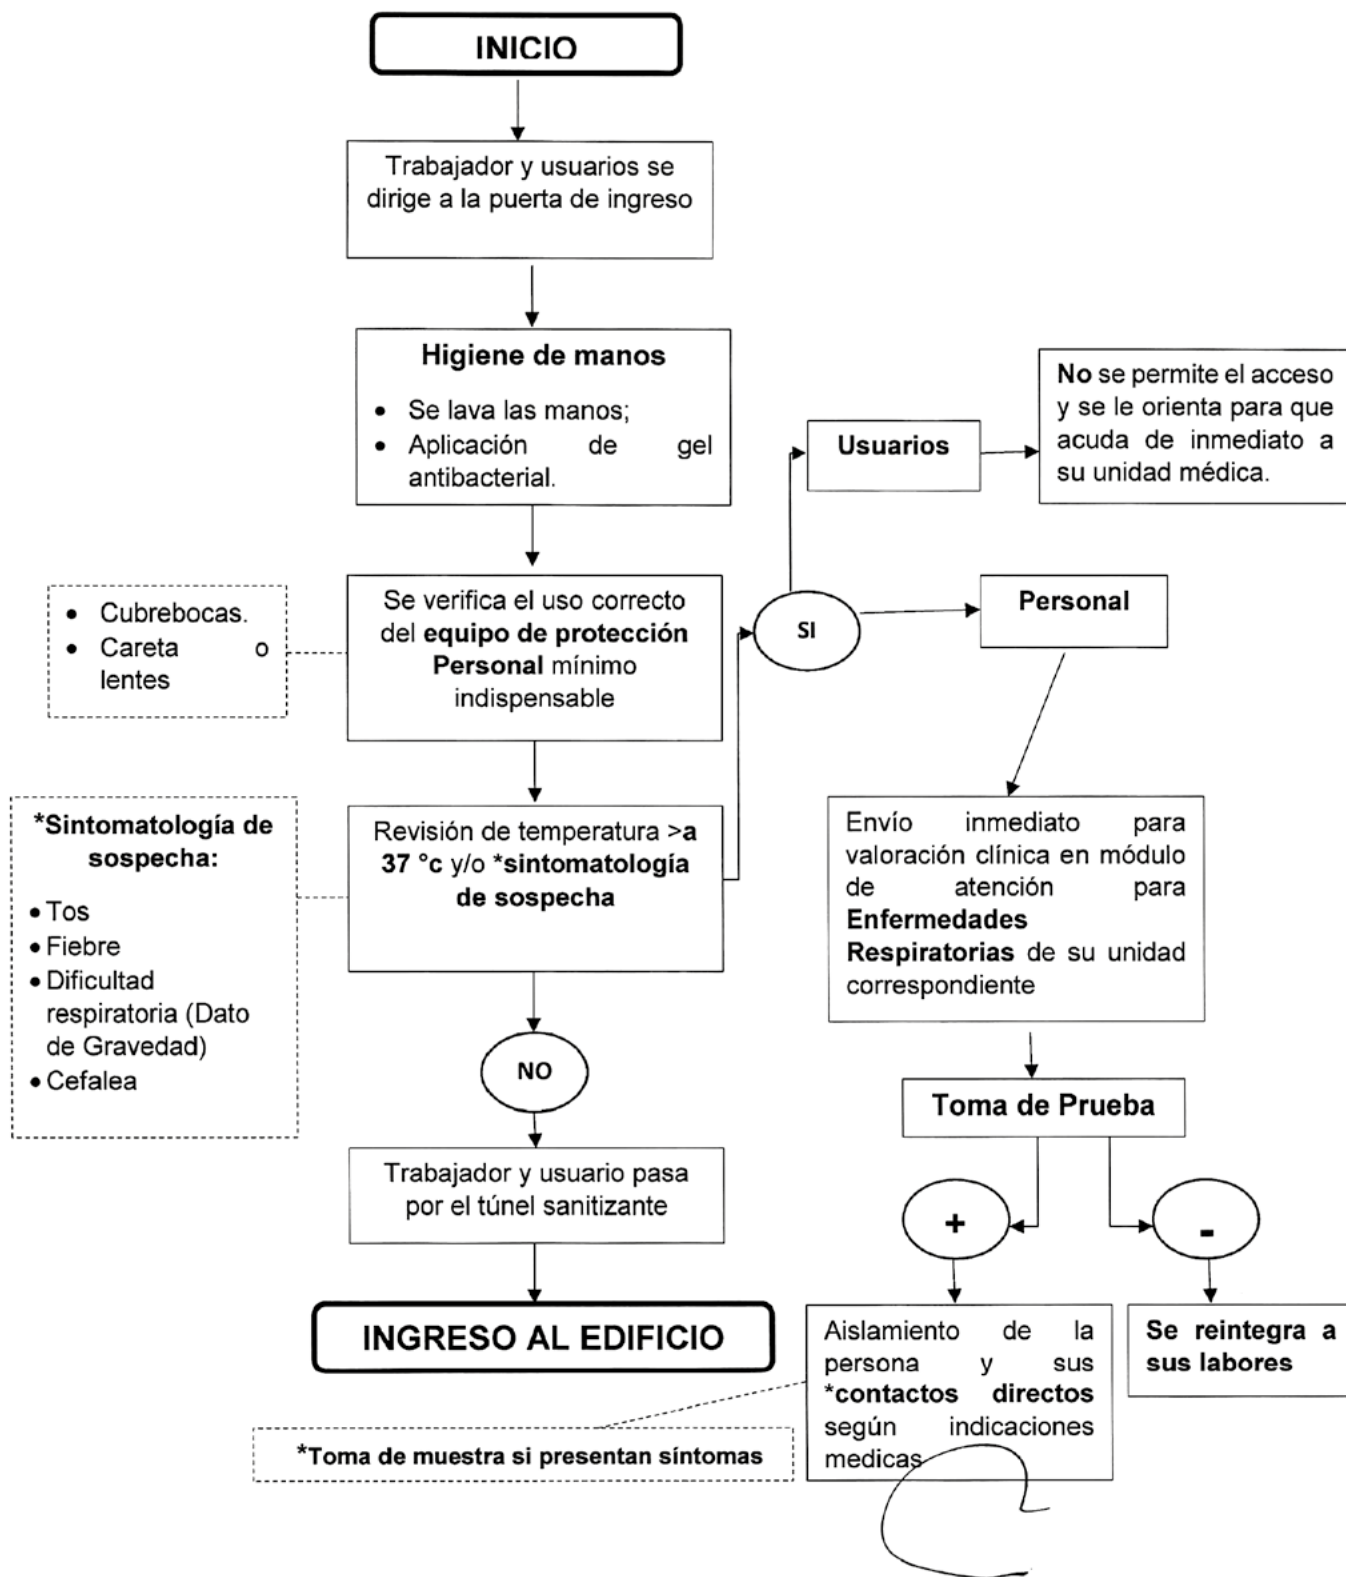 INICIO
Trabajador y usuarios se
dirige a la puerta de ingreso
Higiene de manos
• Se lava las manos;
• Aplicación de gel
antibacterial.
Usuarios
No se permite el acceso
y se le orienta para que
acuda de inmediato a
su unidad médica.
• Cubrebocas.
• Careta o
lentes
Se verifica el uso correcto
del equipo de protección
Personal mínimo
indispensable
SI
Personal
*Sintomatología de
sospecha:
• Tos
• Fiebre
• Dificultad
respiratoria (Dato
de Gravedad)
• Cefalea
Revisión de temperatura >a
37 °c y/o *sintomatología
de sospecha
Envío inmediato para
valoración clínica en módulo
de atención para
Enfermedades
Respiratorias de su unidad
correspondiente
NO
Toma de Prueba
Trabajador y usuario pasa
por el túnel sanitizante
+
-
INGRESO AL EDIFICIO
Aislamiento de la
persona y sus
*contactos directos
según indicaciones
medicas
Se reintegra a
sus labores
*Toma de muestra si presentan síntomas